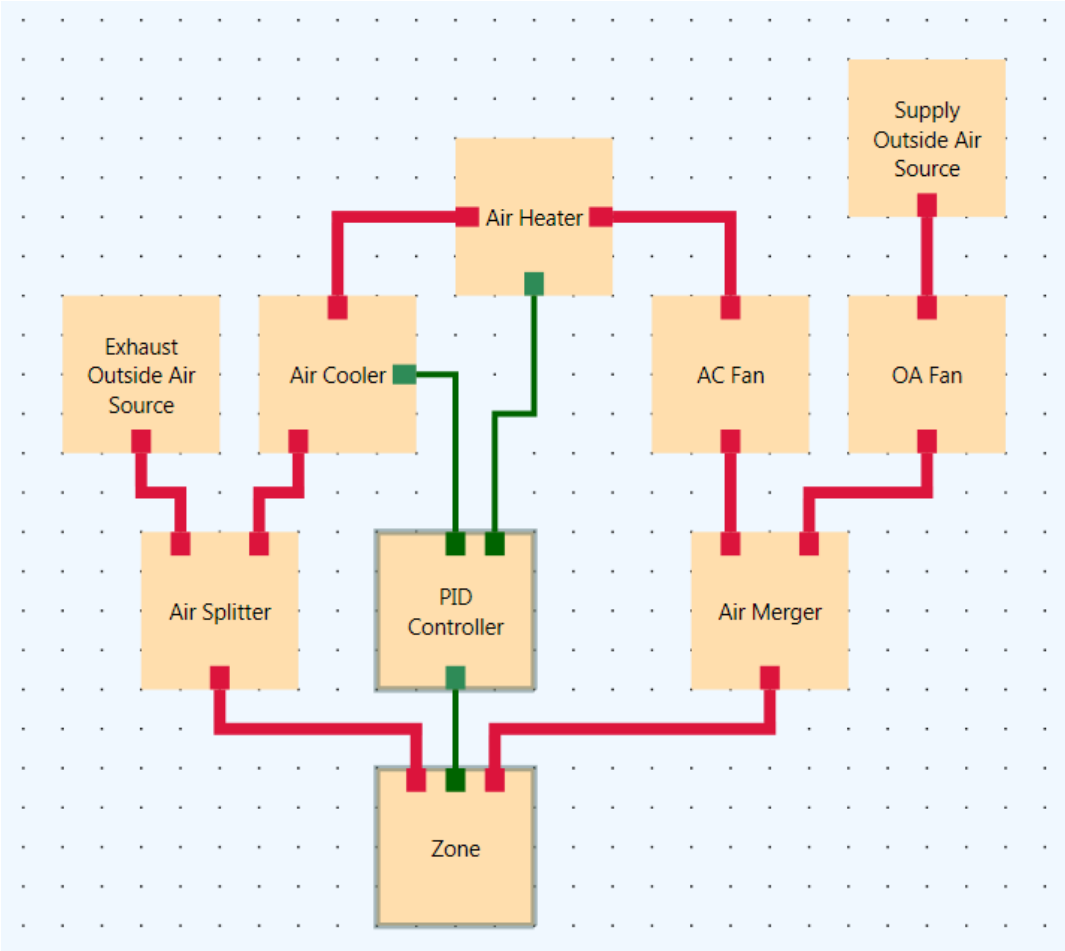 Supply
Outside Air
Source
Air Heater
Exhaust
Outside Air
Source
Air Cooler
AC Fan
OA Fan
Air Splitter
PID
Controller
Air Merger
Zone